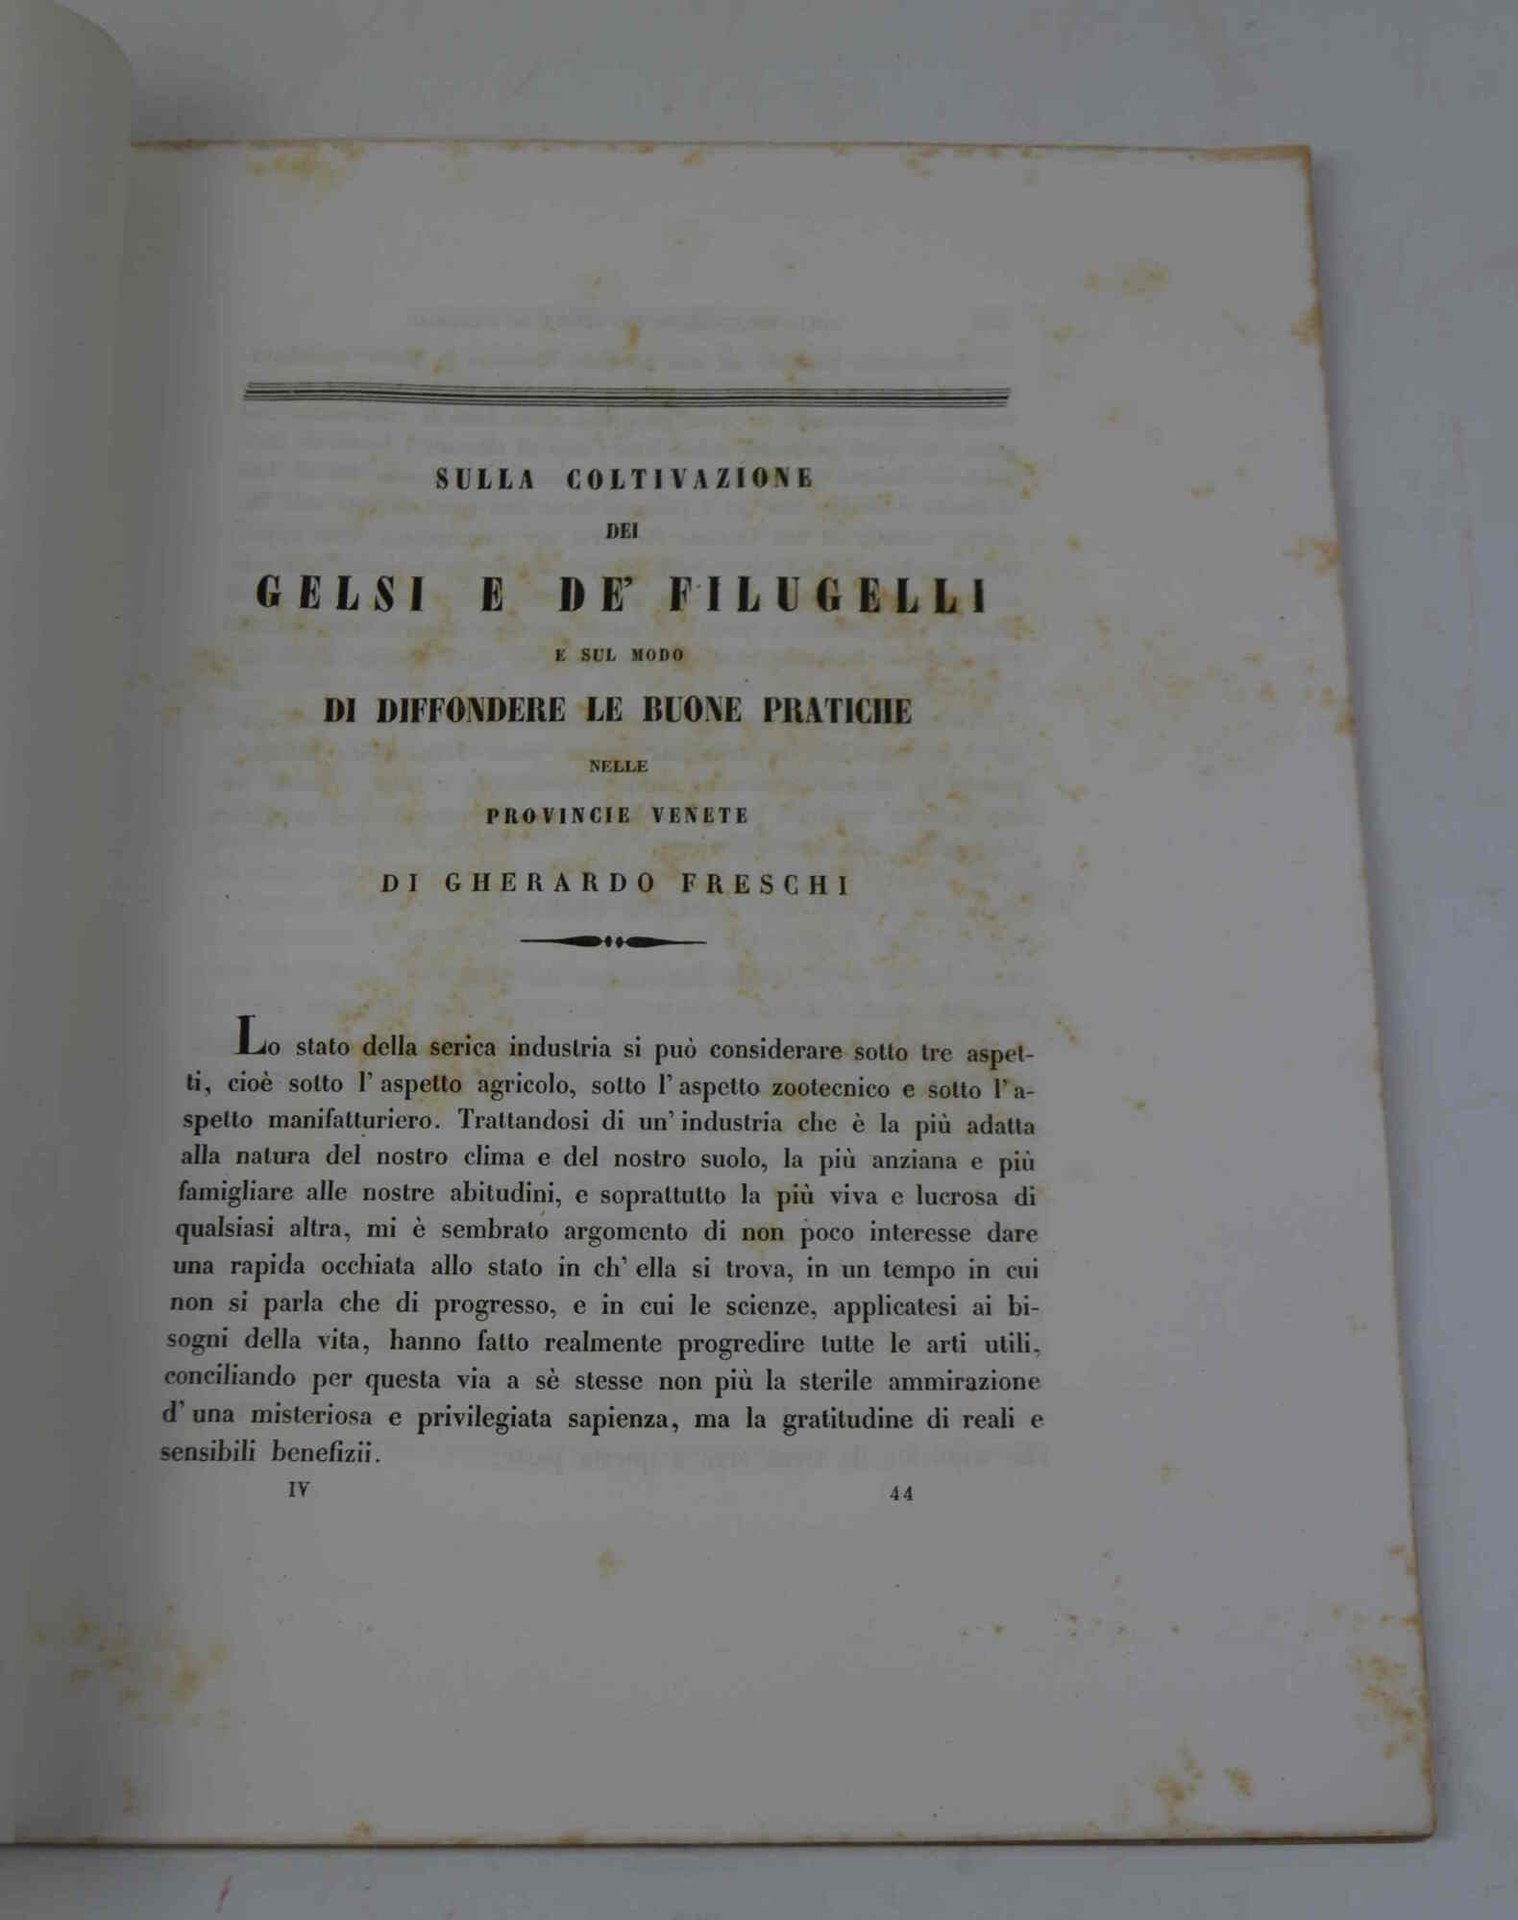 SULLA COLTIVAZIONE
DEI
GELSI E DE' FILUGELLI
E SUL MODO
DI DIFFONDERE LE BUONE PRATICHE
NELLE
PROVINCIE VENETE
DI GHERARDO FRESCHI
Lo stato della serica industria si può considerare sotto tre aspet-
ti, cioè sotto l' aspetto agricolo, sotto l' aspetto zootecnico e sotto l' a-
spetto manifatturiero. Trattandosi di un' industria che è la più adatta
alla natura del nostro clima e del nostro suolo, la più anziana e più
famigliare alle nostre abitudini, e soprattutto la più viva e lucrosa di
qualsiasi altra, mi è sembrato argomento di non poco interesse dare
una rapida occhiata allo stato in ch' ella si trova, in un tempo in cui
non si parla che di progresso, e in cui le scienze, applicatesi ai bi-
sogni della vita, hanno fatto realmente progredire tutte le arti utili,
conciliando per questa via a sè stesse non più la sterile ammirazione
d' una misteriosa e privilegiata sapienza, ma la gratitudine di reali e
sensibili benefizii.
IV 44